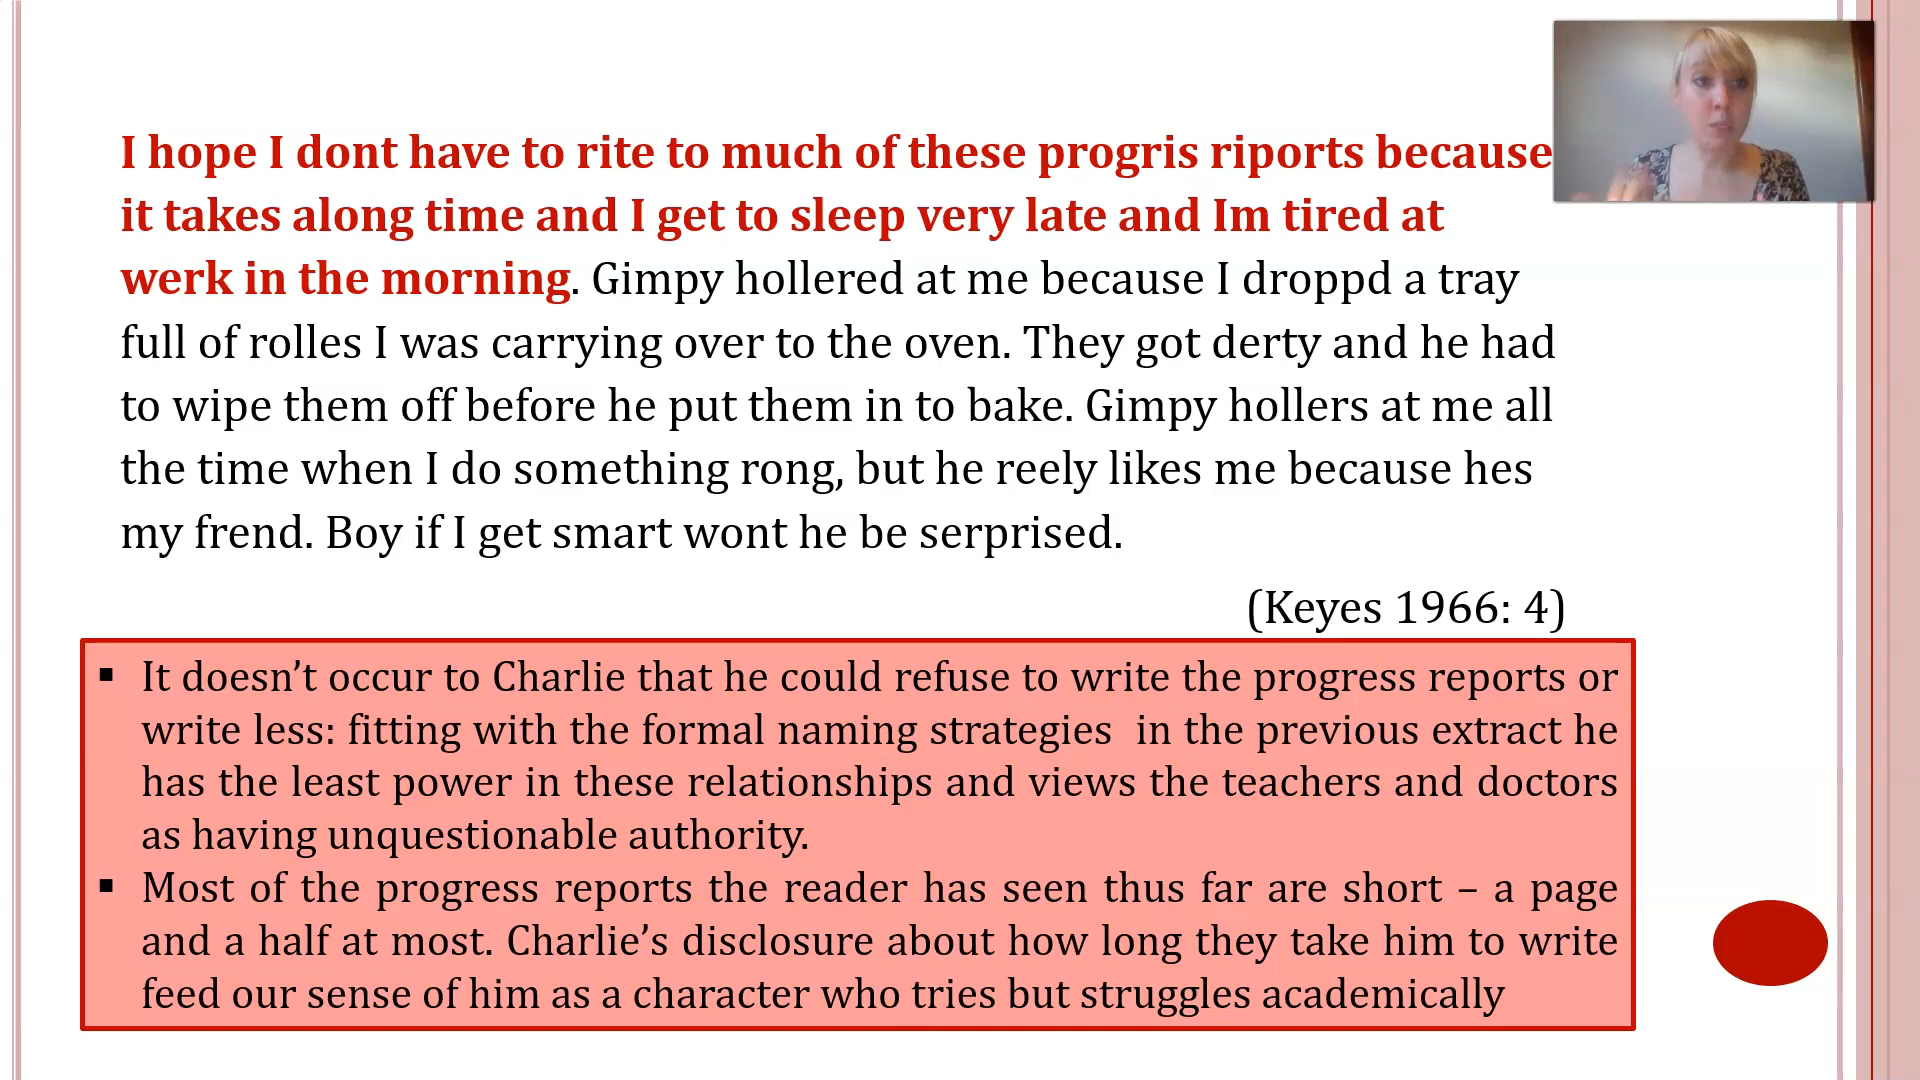 I hope I dont have to rite to much of these progris riports because
it takes along time and I get to sleep very late and Im tired at
werk in the morning. Gimpy hollered at me because I droppd a tray
full of rolles I was carrying over to the oven. They got derty and he had
to wipe them off before he put them in to bake. Gimpy hollers at me all
the time when I do something rong, but he reely likes me because hes
my frend. Boy if I get smart wont he be serprised.
(Keyes 1966: 4)
▪ It doesn’t occur to Charlie that he could refuse to write the progress reports or
write less: fitting with the formal naming strategies in the previous extract he
has the least power in these relationships and views the teachers and doctors
as having unquestionable authority.
▪ Most of the progress reports the reader has seen thus far are short – a page
and a half at most. Charlie’s disclosure about how long they take him to write
feed our sense of him as a character who tries but struggles academically